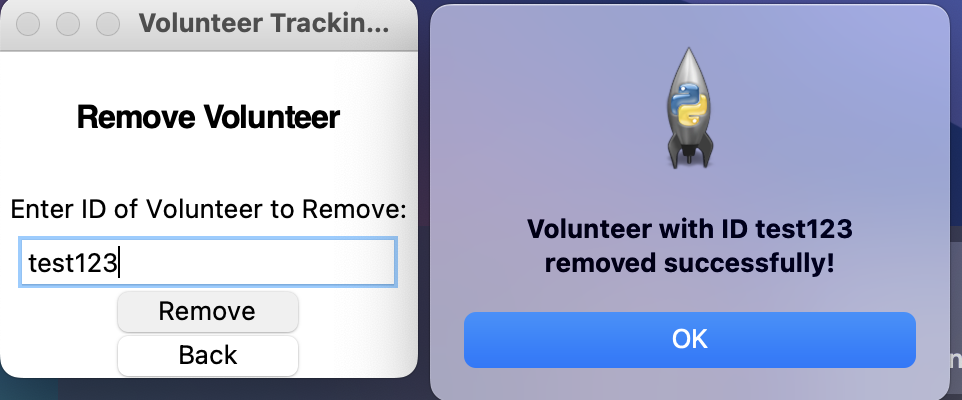 Volunteer Trackin...
Remove Volunteer
Enter ID of Volunteer to Remove:
test123
Remove
Back
Volunteer with ID test123
removed successfully!
OK